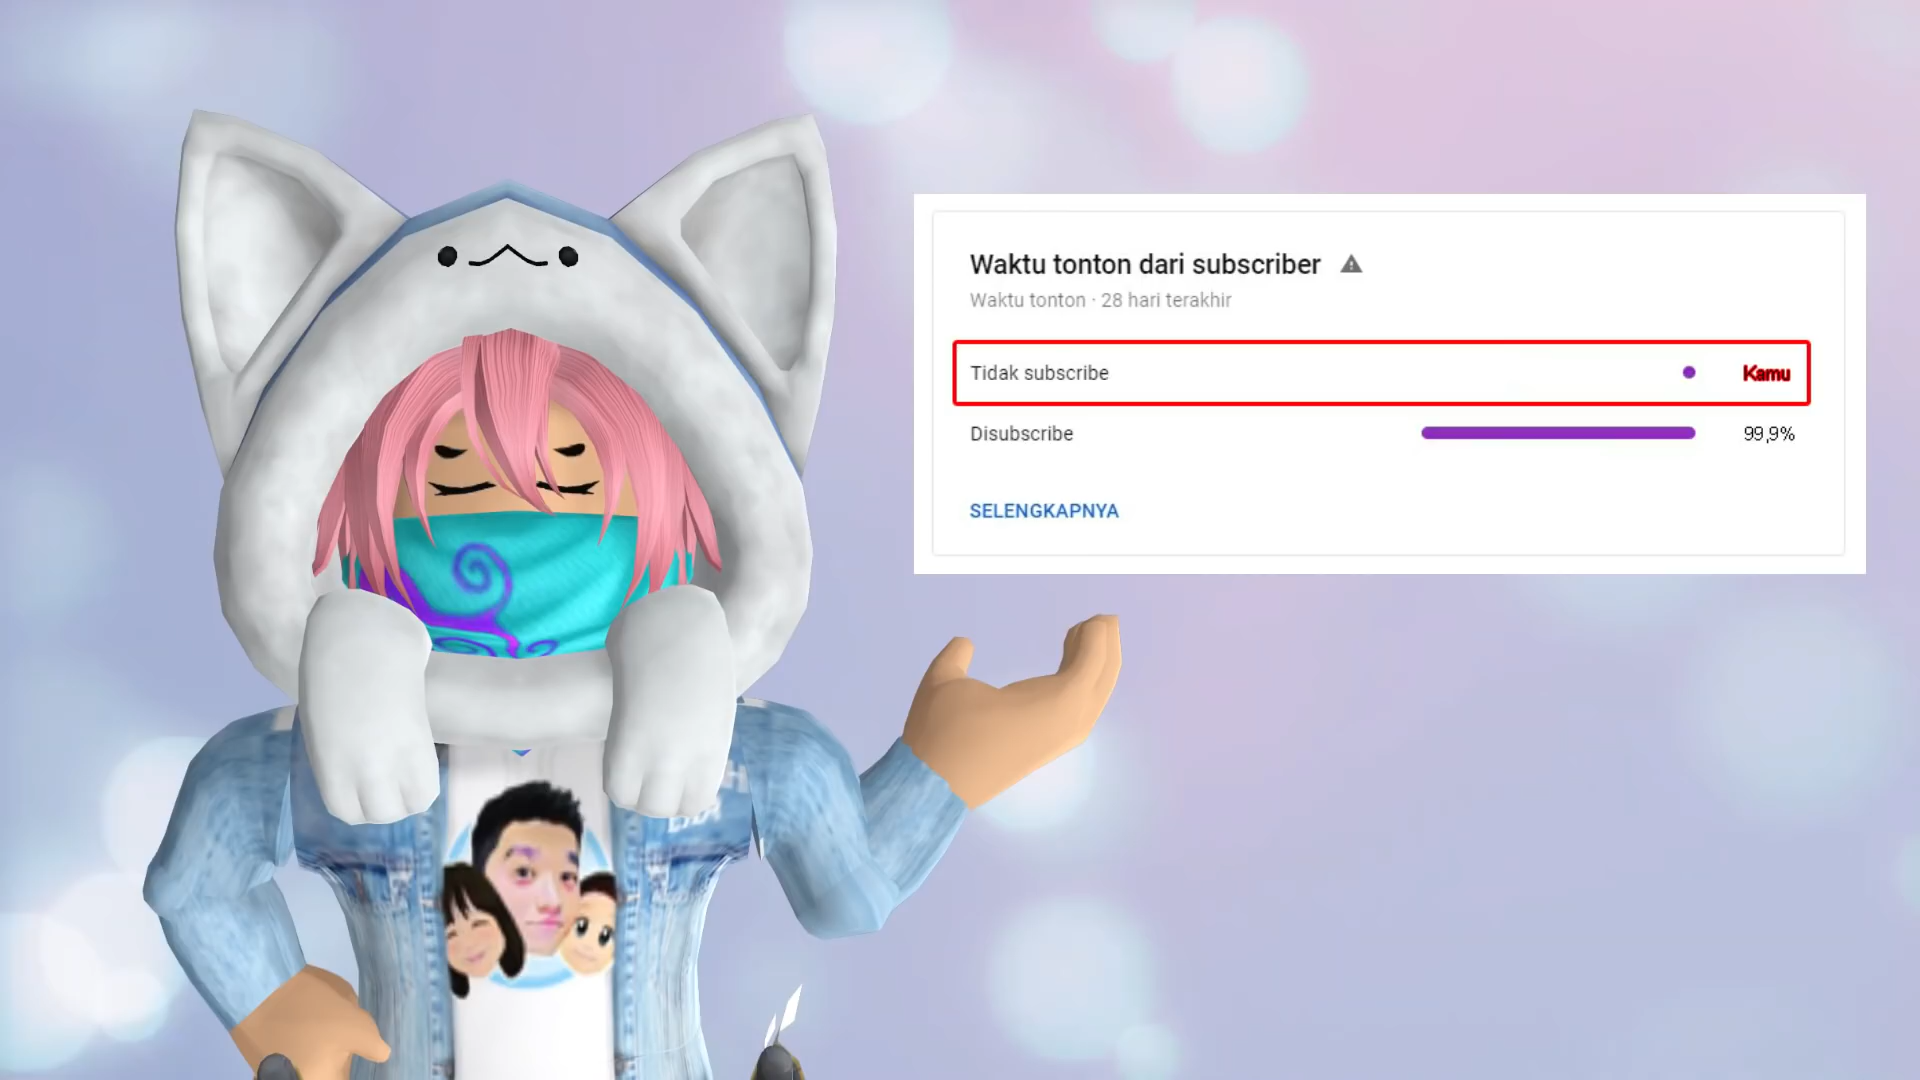 Waktu tonton dari subscriber
Waktu tonton · 28 hari terakhir
Tidak subscribe
Kamu
Disubscribe
99,9%
SELENGKAPNYA